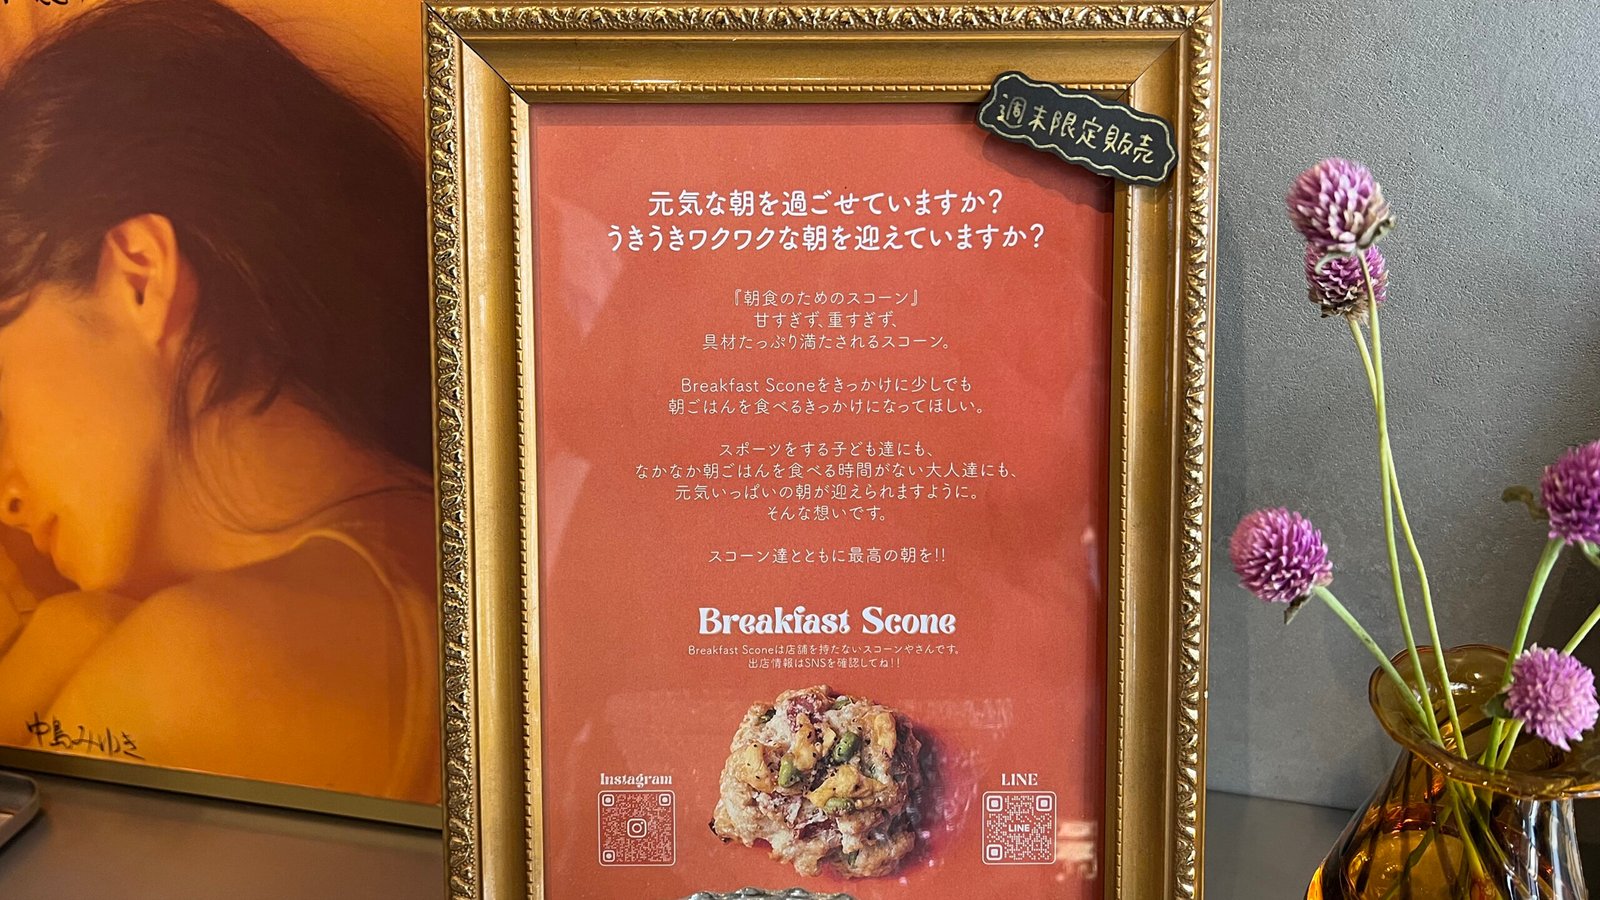 週末限定販売
元気な朝を過ごせていますか?
うきうきワクワクな朝を迎えていますか?
『朝食のためのスコーン』
甘すぎず、重すぎず、
具材たっぷり満たされるスコーン。
Breakfast Sconeをきっかけに少しでも
朝ごはんを食べるきっかけになってほしい。
スポーツをする子ども達にも、
なかなか朝ごはんを食べる時間がない大人達にも、
元気いっぱいの朝が迎えられますように。
そんな想いです。
スコーン達とともに最高の朝を!!
Breakfast Scone
Breakfast Sconeは店舗を持たないスコーンやさんです。
出店情報はSNSを確認してね!!
Instagram
LINE
LINE
中島みゆき